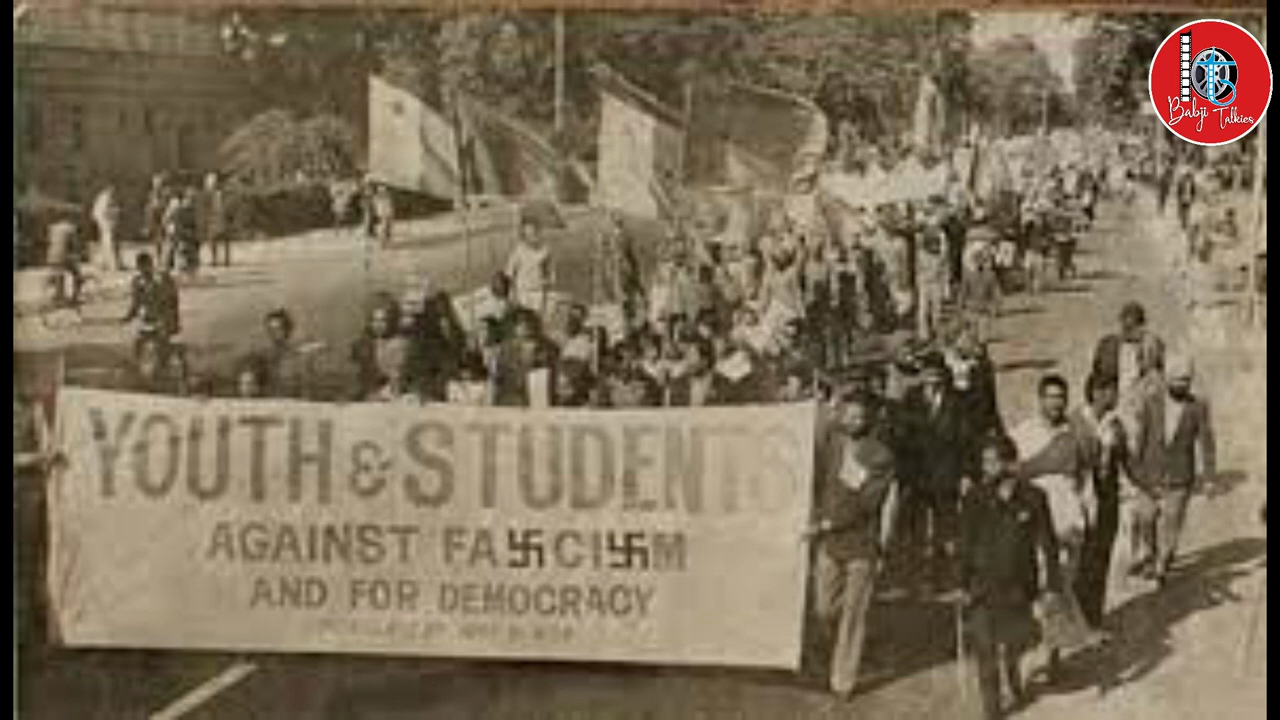 YOUTH & STUDENTS
AGAINST FA卐CI卐M
AND FOR DEMOCRACY
Babji Talkies